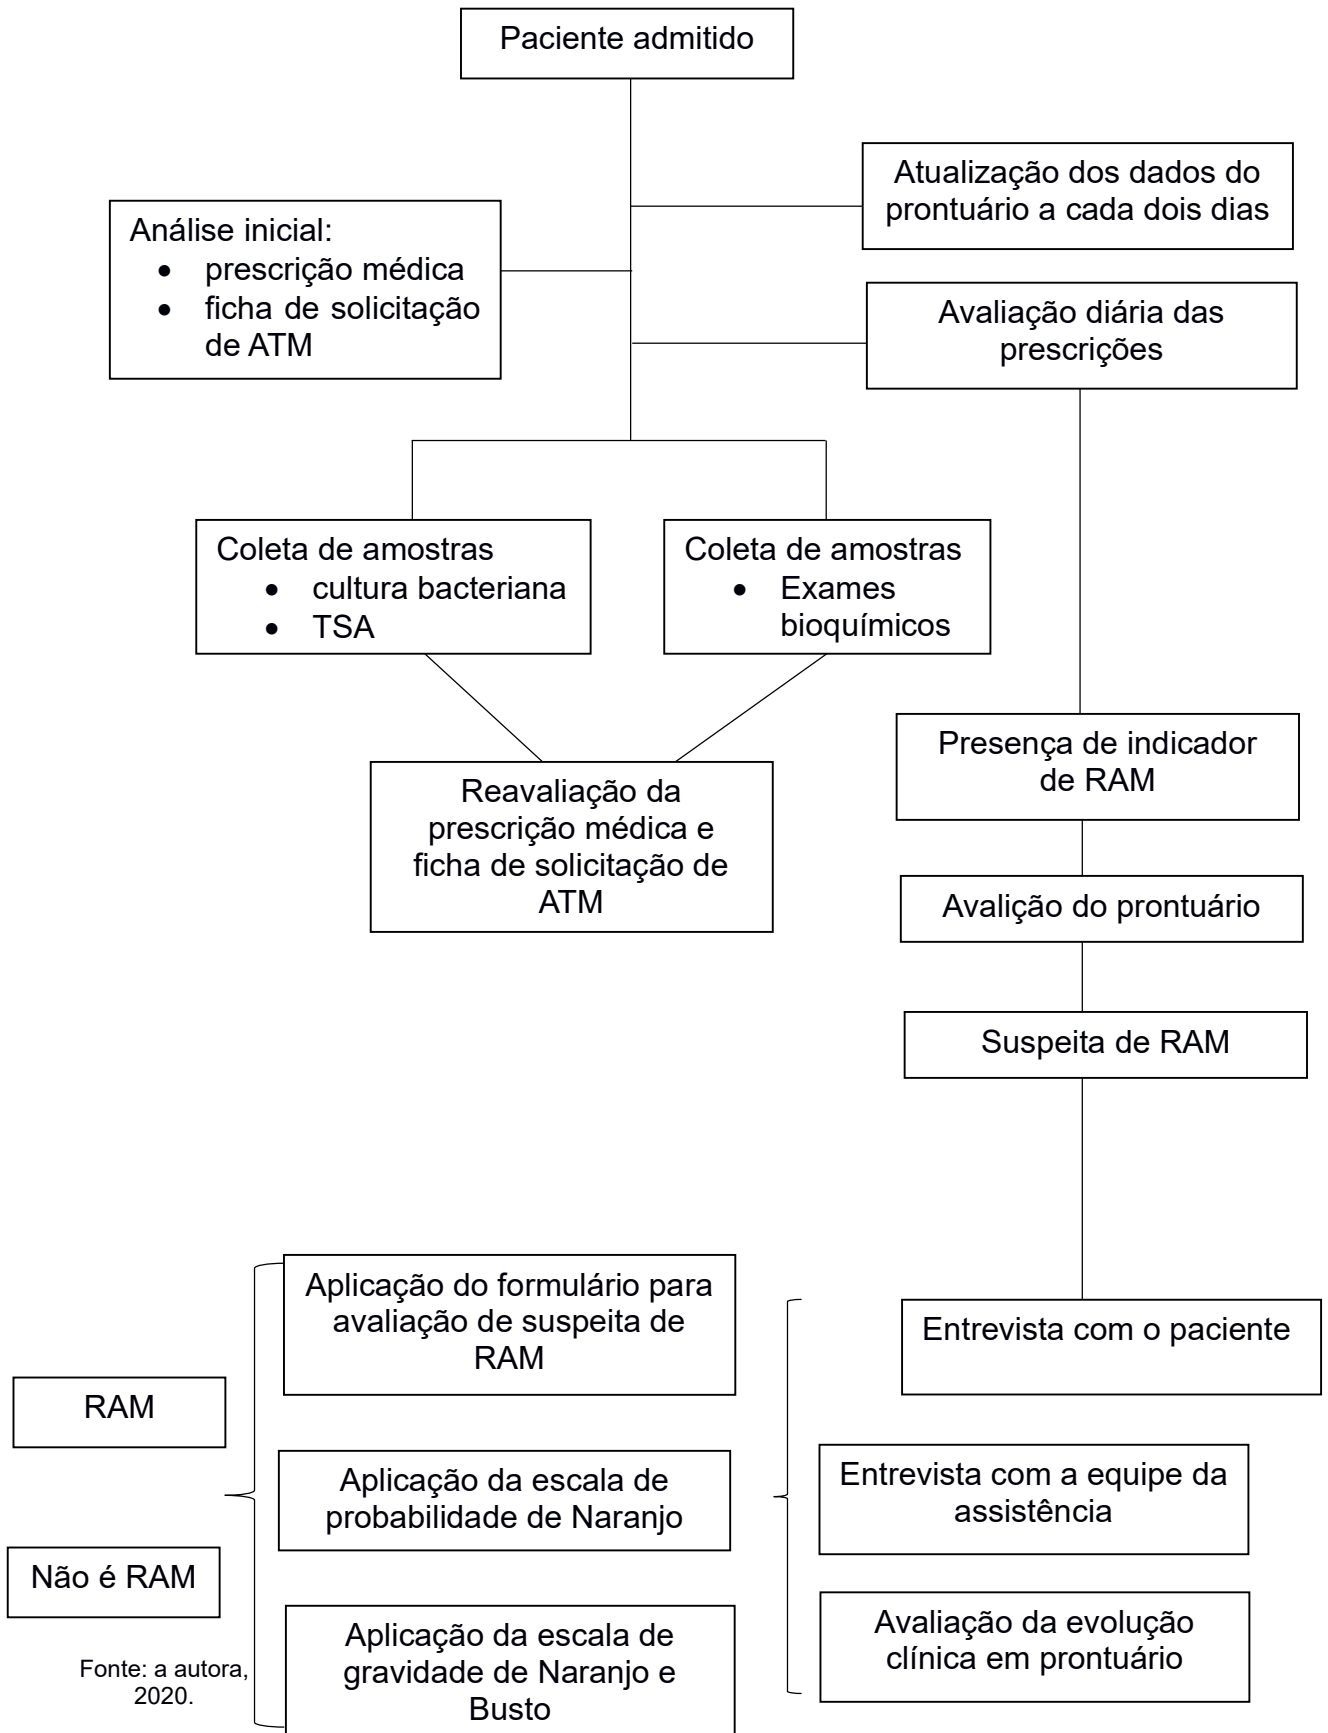 Paciente admitido
Atualização dos dados do
prontuário a cada dois dias
Análise inicial:
• prescrição médica
• ficha de solicitação
de ATM
Avaliação diária das
prescrições
Coleta de amostras
• cultura bacteriana
• TSA
Coleta de amostras
• Exames
bioquímicos
Reavaliação da
prescrição médica e
ficha de solicitação de
ATM
Presença de indicador
de RAM
Avalição do prontuário
Suspeita de RAM
Entrevista com o paciente
Entrevista com a equipe da
assistência
Avaliação da evolução
clínica em prontuário
Aplicação do formulário para
avaliação de suspeita de
RAM
Aplicação da escala de
probabilidade de Naranjo
Aplicação da escala de
gravidade de Naranjo e
Busto
RAM
Não é RAM
Fonte: a autora,
2020.